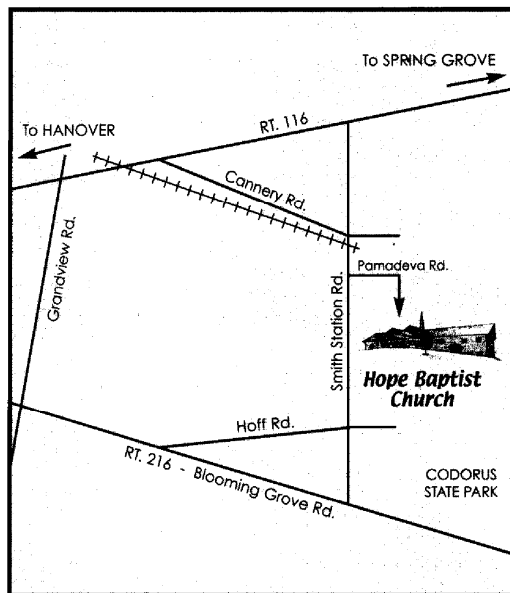 To SPRING GROVE
RT. 116
To HANOVER
Cannery Rd.
Grandview Rd.
Pamadeva Rd.
Smith Station Rd.
Hope Baptist
Church
Hoff Rd.
RT. 216 - Blooming Grove Rd.
CODORUS
STATE PARK